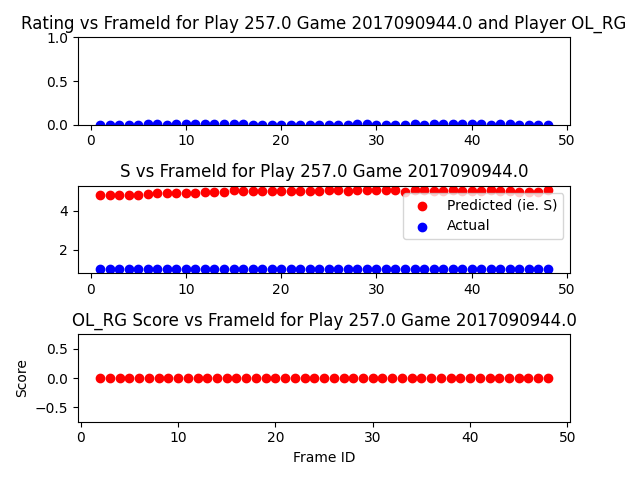 Rating vs FrameId for Play 257.0 Game 2017090944.0 and Player OL_RG
1.0
0.5
0.0
0 10 20 30 40 50
S vs FrameId for Play 257.0 Game 2017090944.0
4
2
Predicted (ie. S)
Actual
0 10 20 30 40 50
OL_RG Score vs FrameId for Play 257.0 Game 2017090944.0
Score
0.5
0.0
−0.5
0 10 20 30 40 50
Frame ID